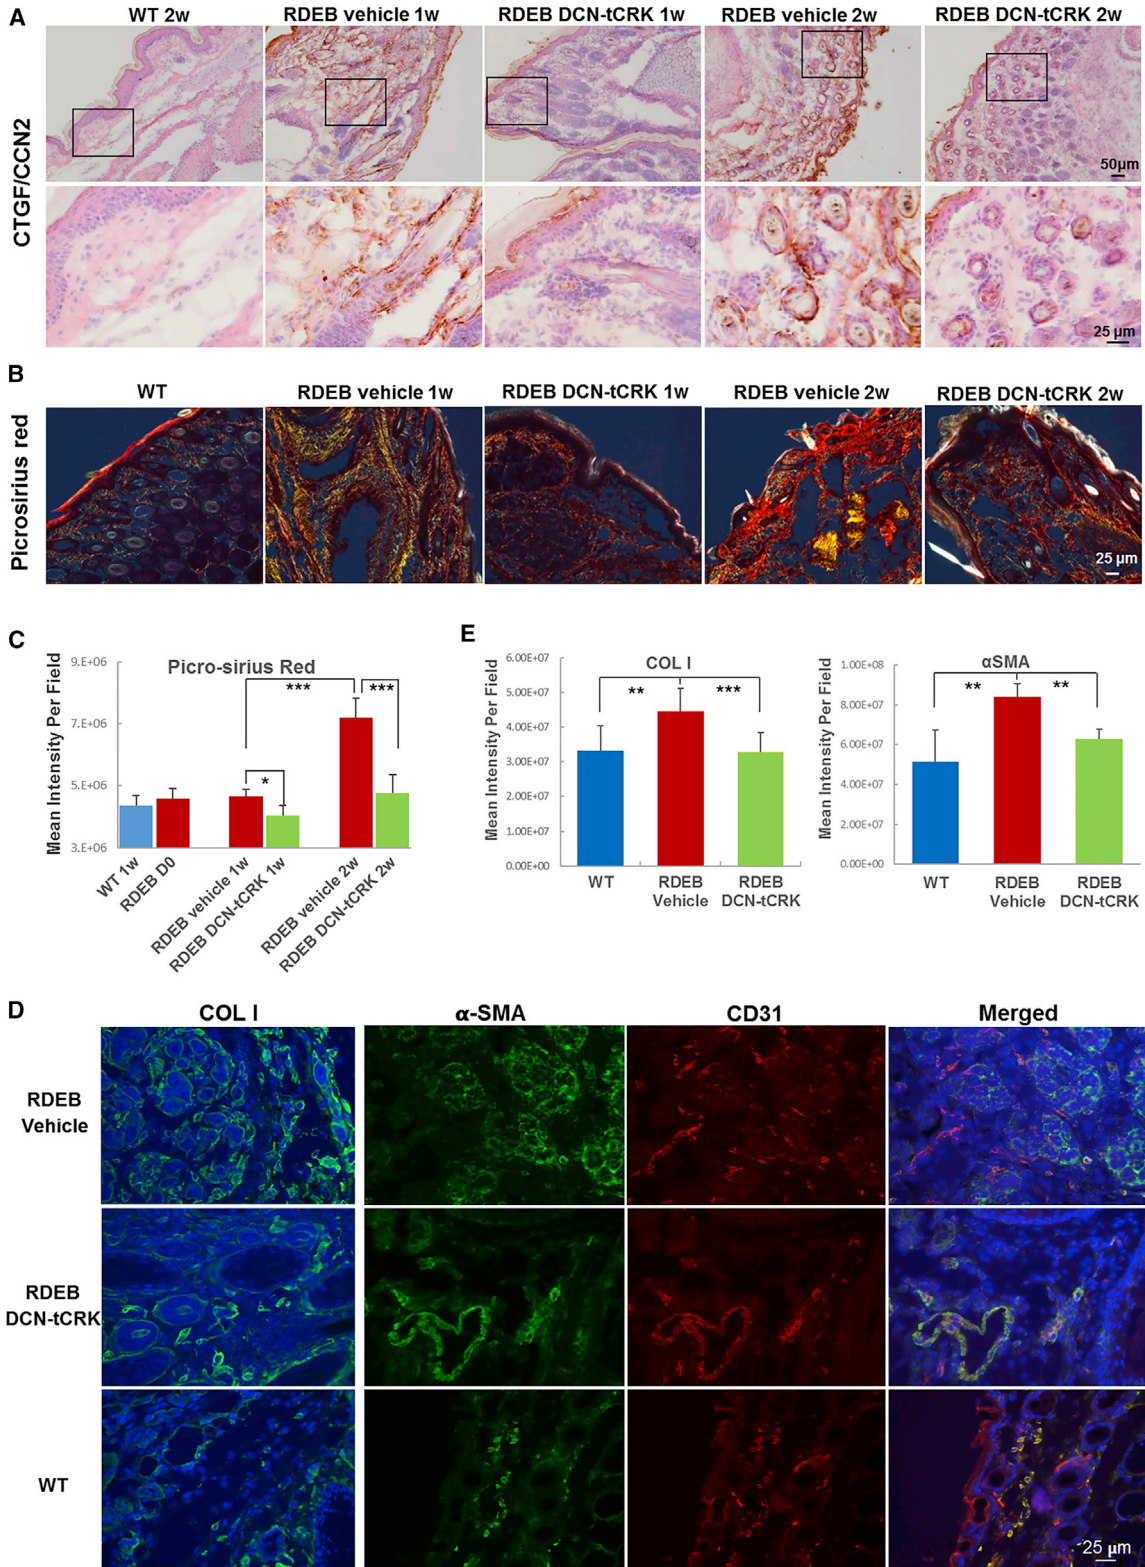 A
WT 2w
RDEB vehicle 1w
RDEB DCN-tCRK 1w
RDEB vehicle 2w
RDEB DCN-tCRK 2w
CTGF/CCN2
50µm
25 µm
B
WT
RDEB vehicle 1w
RDEB DCN-tCRK 1w
RDEB vehicle 2w
RDEB DCN-tCRK 2w
Picrosirius red
25 µm
C
Picro-sirius Red
Mean Intensity Per Field
9.E+06
7.E+06
5.E+06
3.E+06
***
***
*
WT 1w
RDEB D0
RDEB vehicle 1w
RDEB DCN-tCRK 1w
RDEB vehicle 2w
RDEB DCN-tCRK 2w
E
COL I
Mean Intensity Per Field
6.00E+07
5.00E+07
4.00E+07
3.00E+07
2.00E+07
1.00E+07
0.00E+00
**
***
WT
RDEB
Vehicle
RDEB
DCN-tCRK
αSMA
Mean Intensity Per Field
1.00E+08
8.00E+07
6.00E+07
4.00E+07
2.00E+07
0.00E+00
**
**
WT
RDEB
Vehicle
RDEB
DCN-tCRK
D
COL I
α-SMA
CD31
Merged
RDEB
Vehicle
RDEB
DCN-tCRK
WT
25 µm